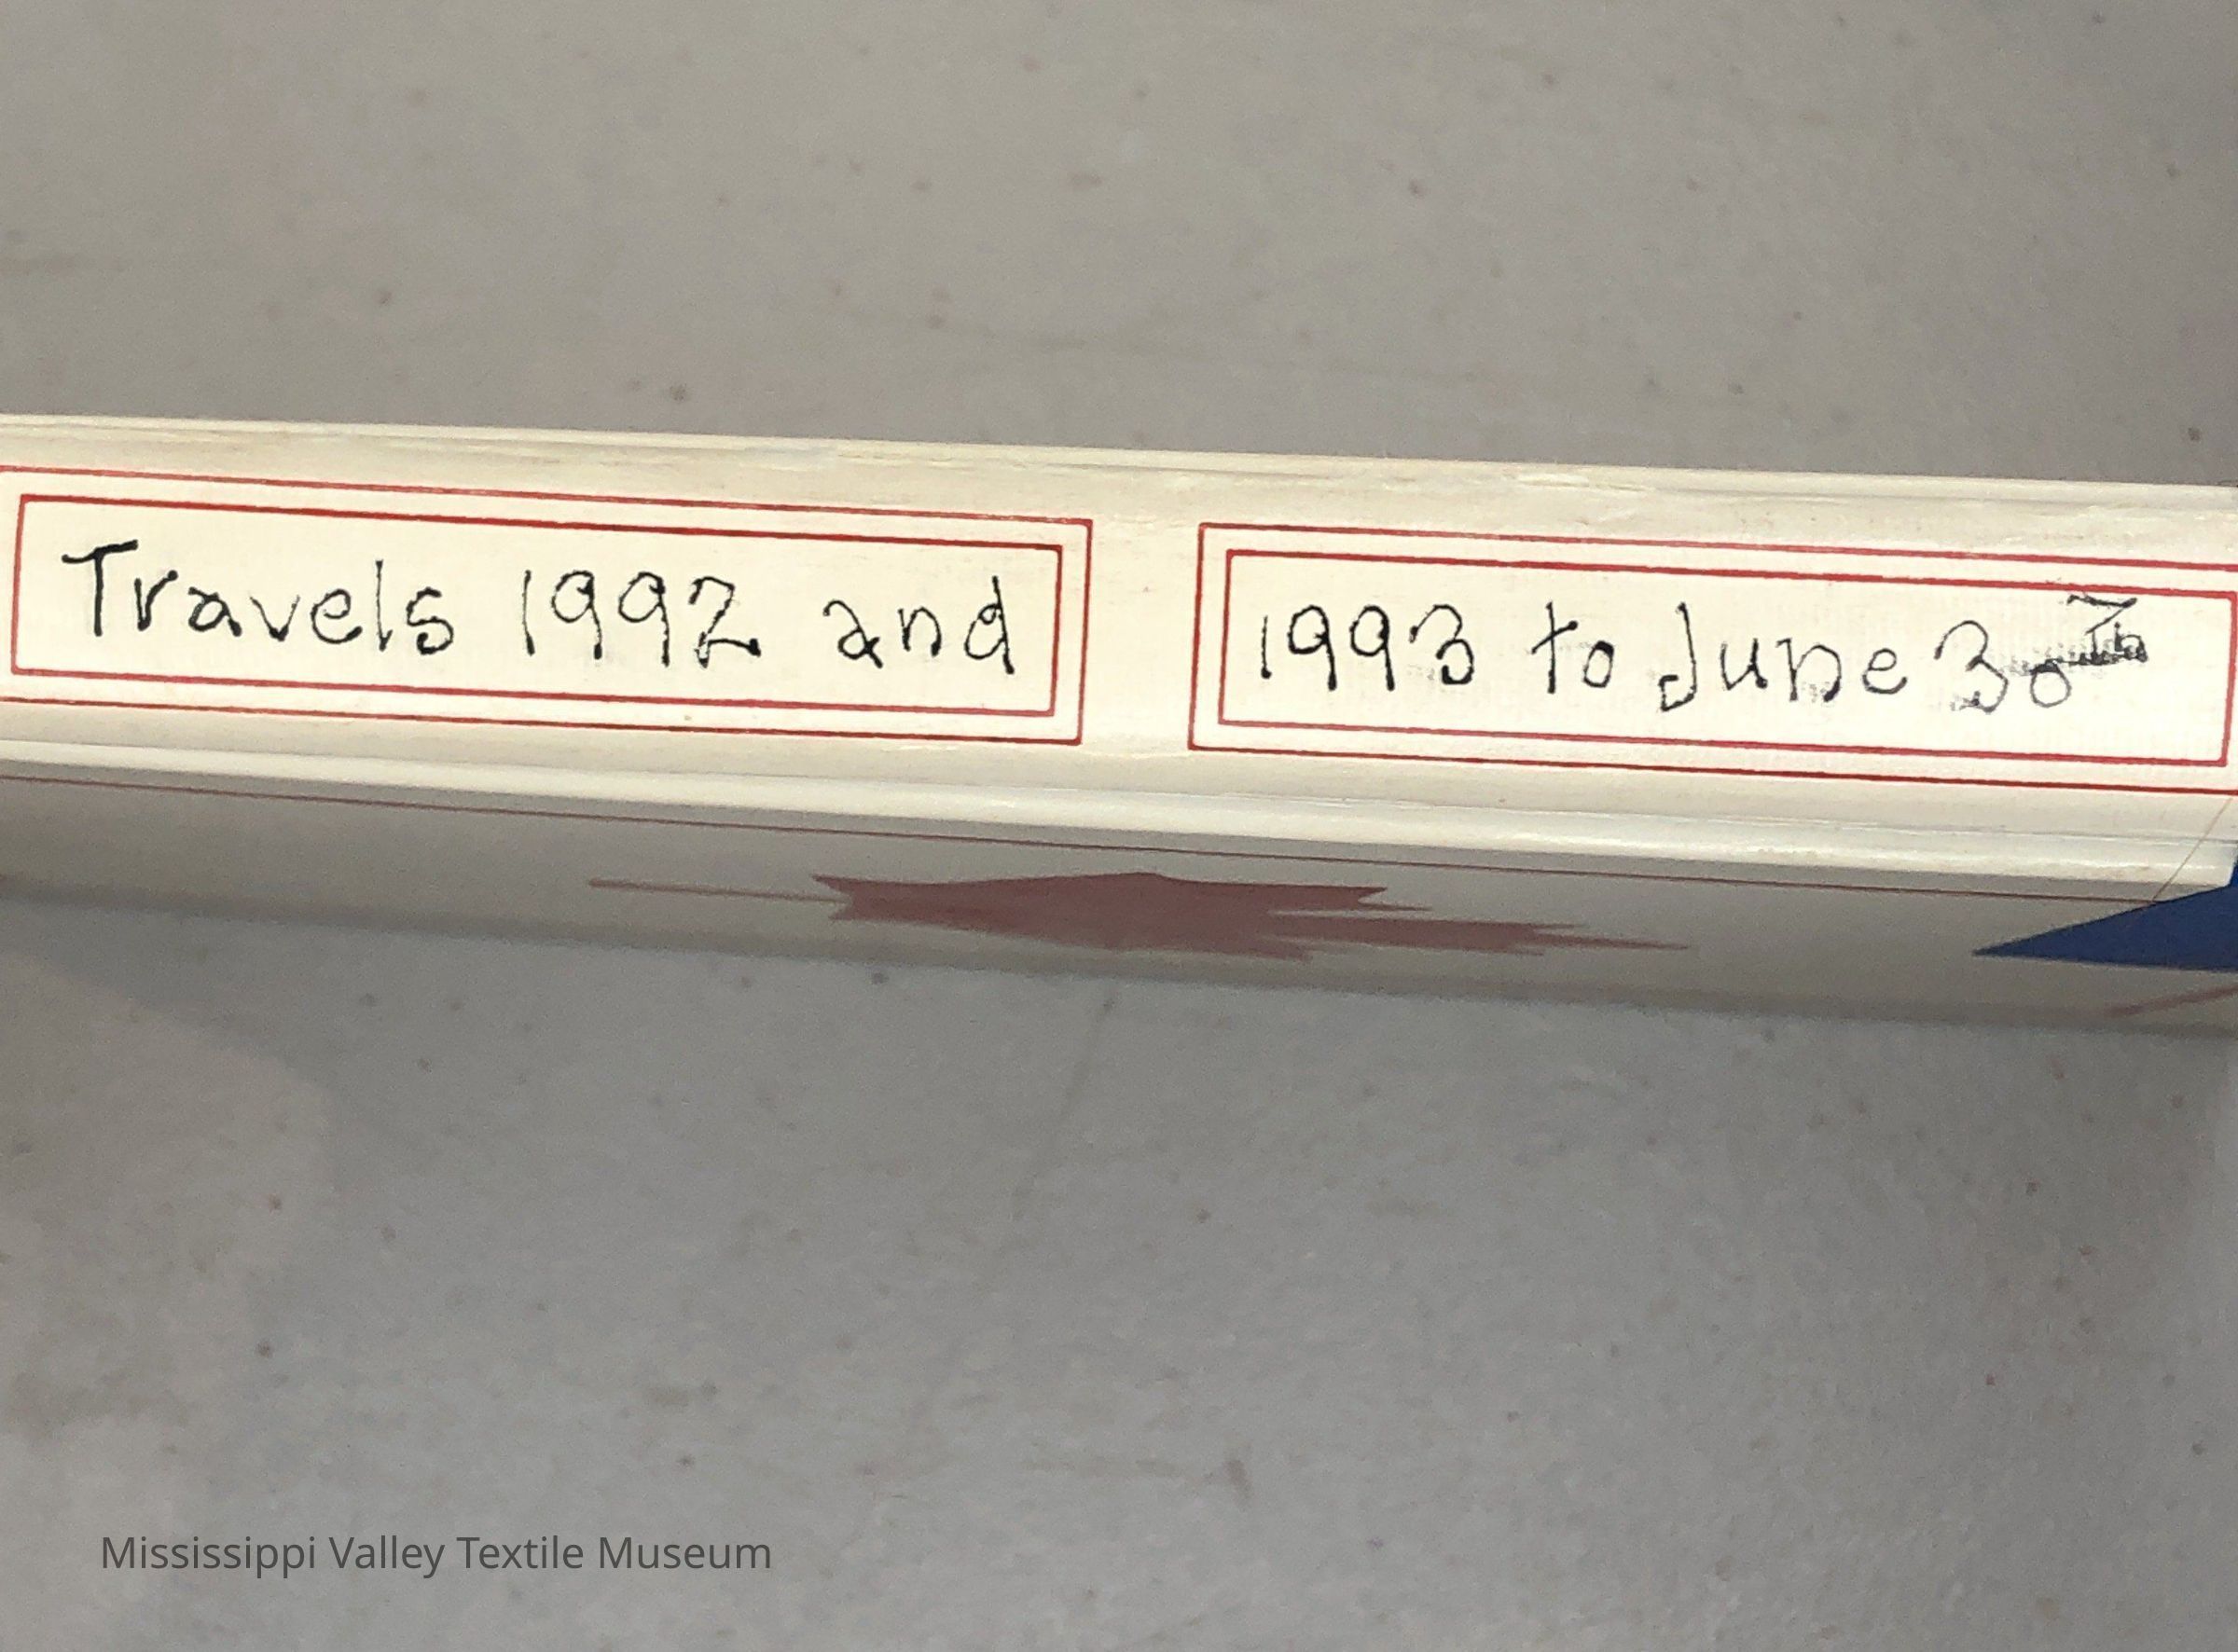 Travels 1992 and
1993 to June 30th
Mississippi Valley Textile Museum